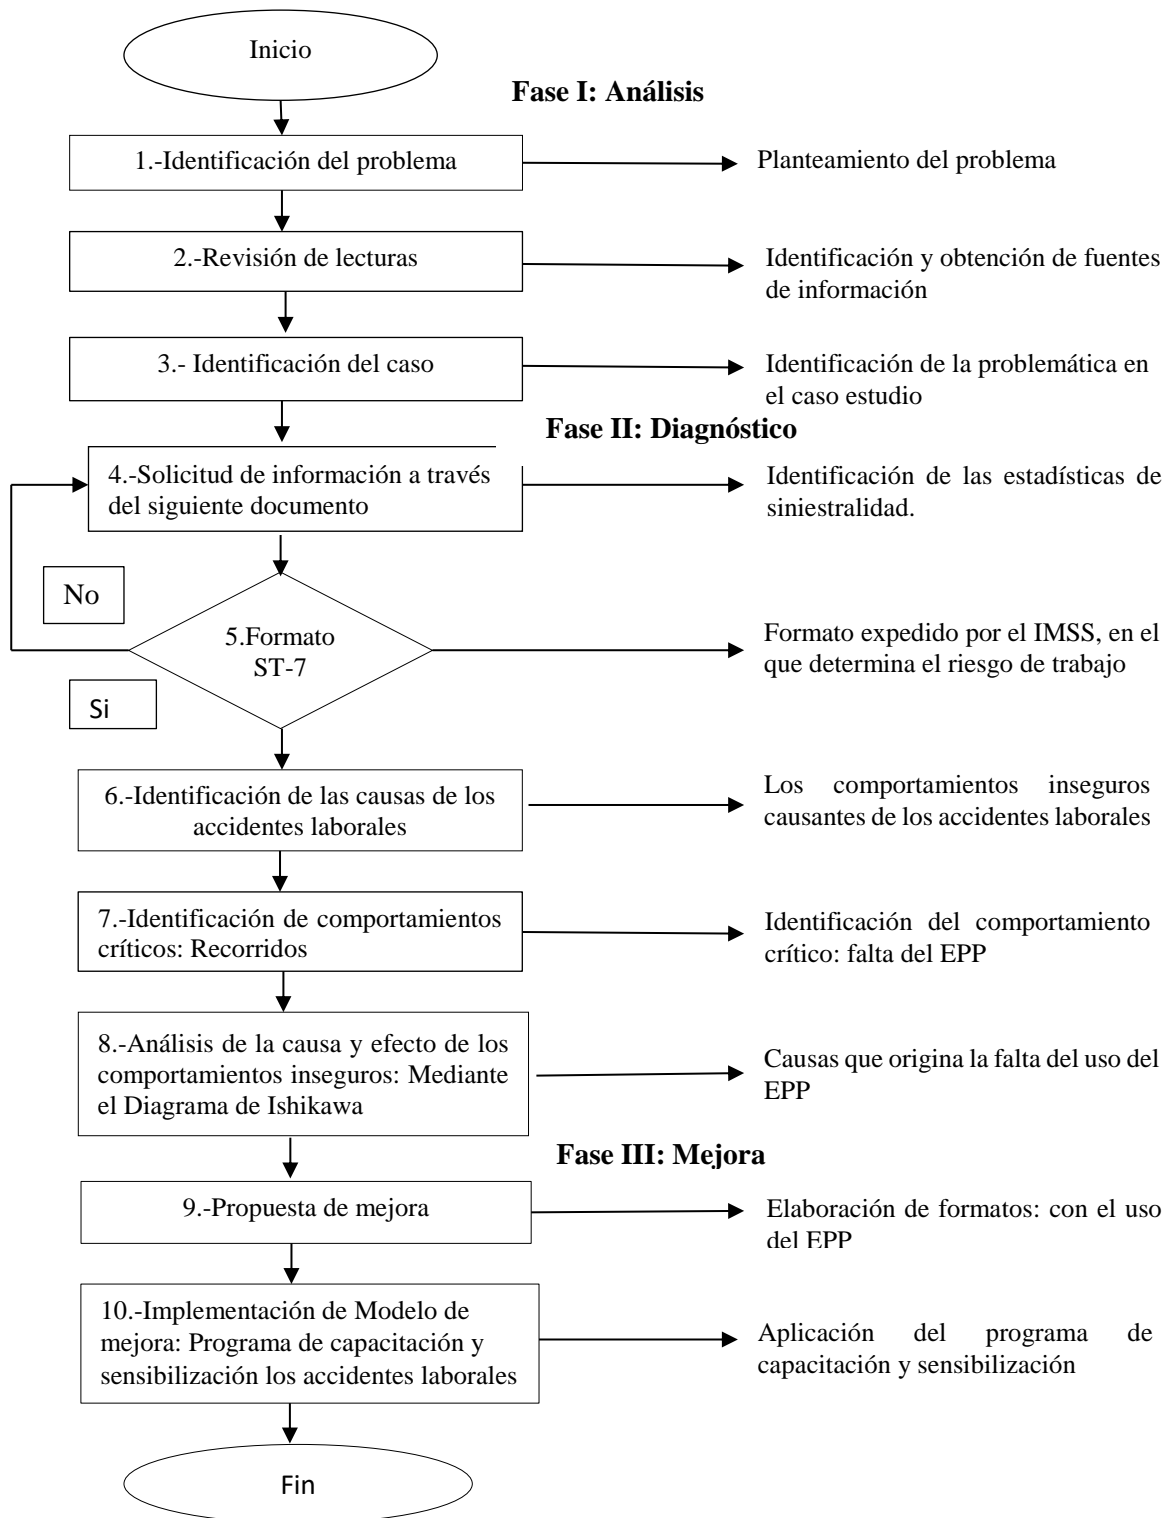 Inicio
Fase I: Análisis
1.-Identificación del problema
Planteamiento del problema
2.-Revisión de lecturas
Identificación y obtención de fuentes
de información
3.- Identificación del caso
Identificación de la problemática en
el caso estudio
Fase II: Diagnóstico
4.-Solicitud de información a través
del siguiente documento
Identificación de las estadísticas de
siniestralidad.
No
5.Formato
ST-7
Formato expedido por el IMSS, en el
que determina el riesgo de trabajo
Si
6.-Identificación de las causas de los
accidentes laborales
Los comportamientos inseguros
causantes de los accidentes laborales
7.-Identificación de comportamientos
críticos: Recorridos
Identificación del comportamiento
crítico: falta del EPP
8.-Análisis de la causa y efecto de los
comportamientos inseguros: Mediante
el Diagrama de Ishikawa
Causas que origina la falta del uso del
EPP
Fase III: Mejora
9.-Propuesta de mejora
Elaboración de formatos: con el uso
del EPP
10.-Implementación de Modelo de
mejora: Programa de capacitación y
sensibilización los accidentes laborales
Aplicación del programa de
capacitación y sensibilización
Fin